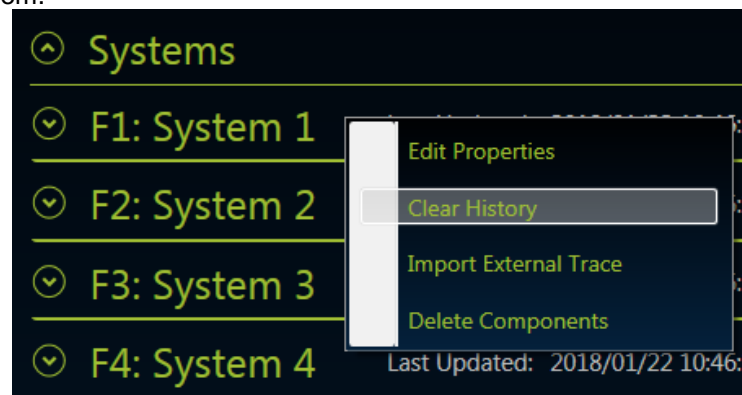 Systems
F1: System 1
Edit Properties
F2: System 2
Clear History
F3: System 3
Import External Trace
Delete Components
F4: System 4 Last Updated: 2018/01/22 10:46: